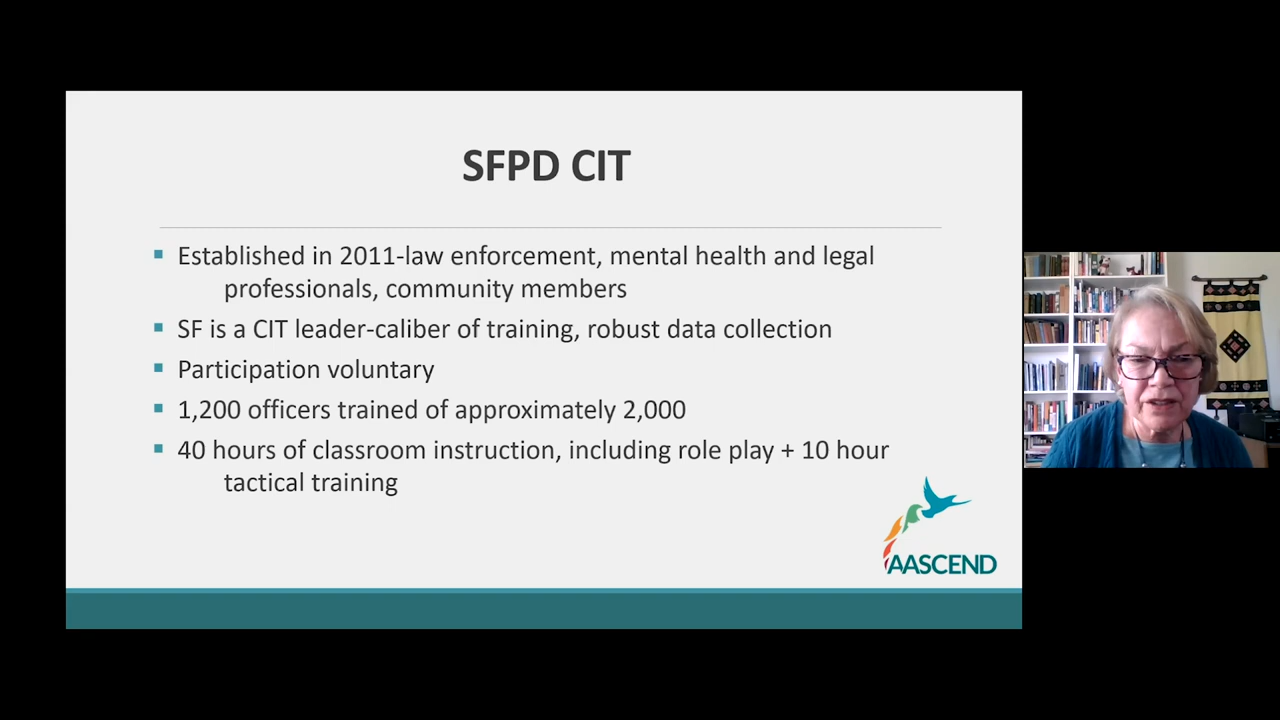 SFPD CIT
Established in 2011-law enforcement, mental health and legal
professionals, community members
SF is a CIT leader-caliber of training, robust data collection
Participation voluntary
1,200 officers trained of approximately 2,000
40 hours of classroom instruction, including role play + 10 hour
tactical training
AASCEND